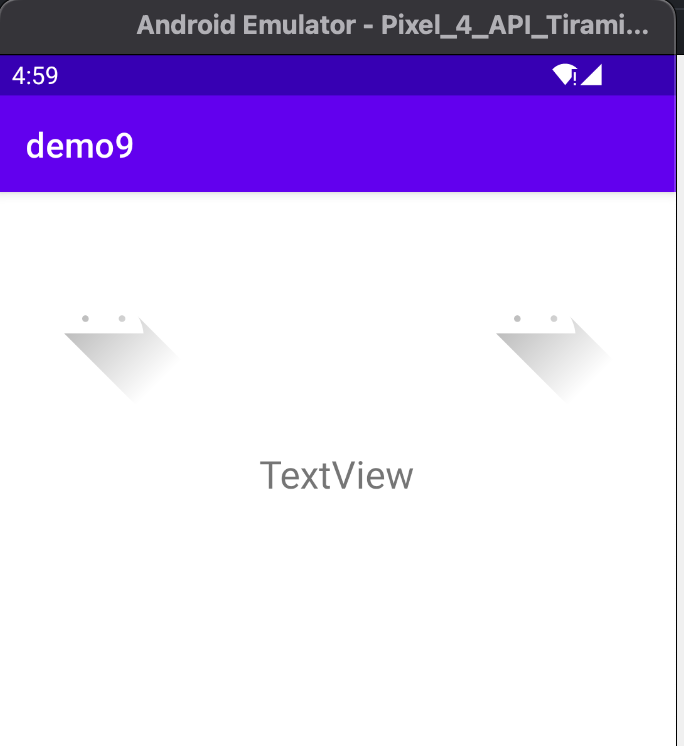 Android Emulator - Pixel_4_API_Tirami...
4:59
demo9
TextView